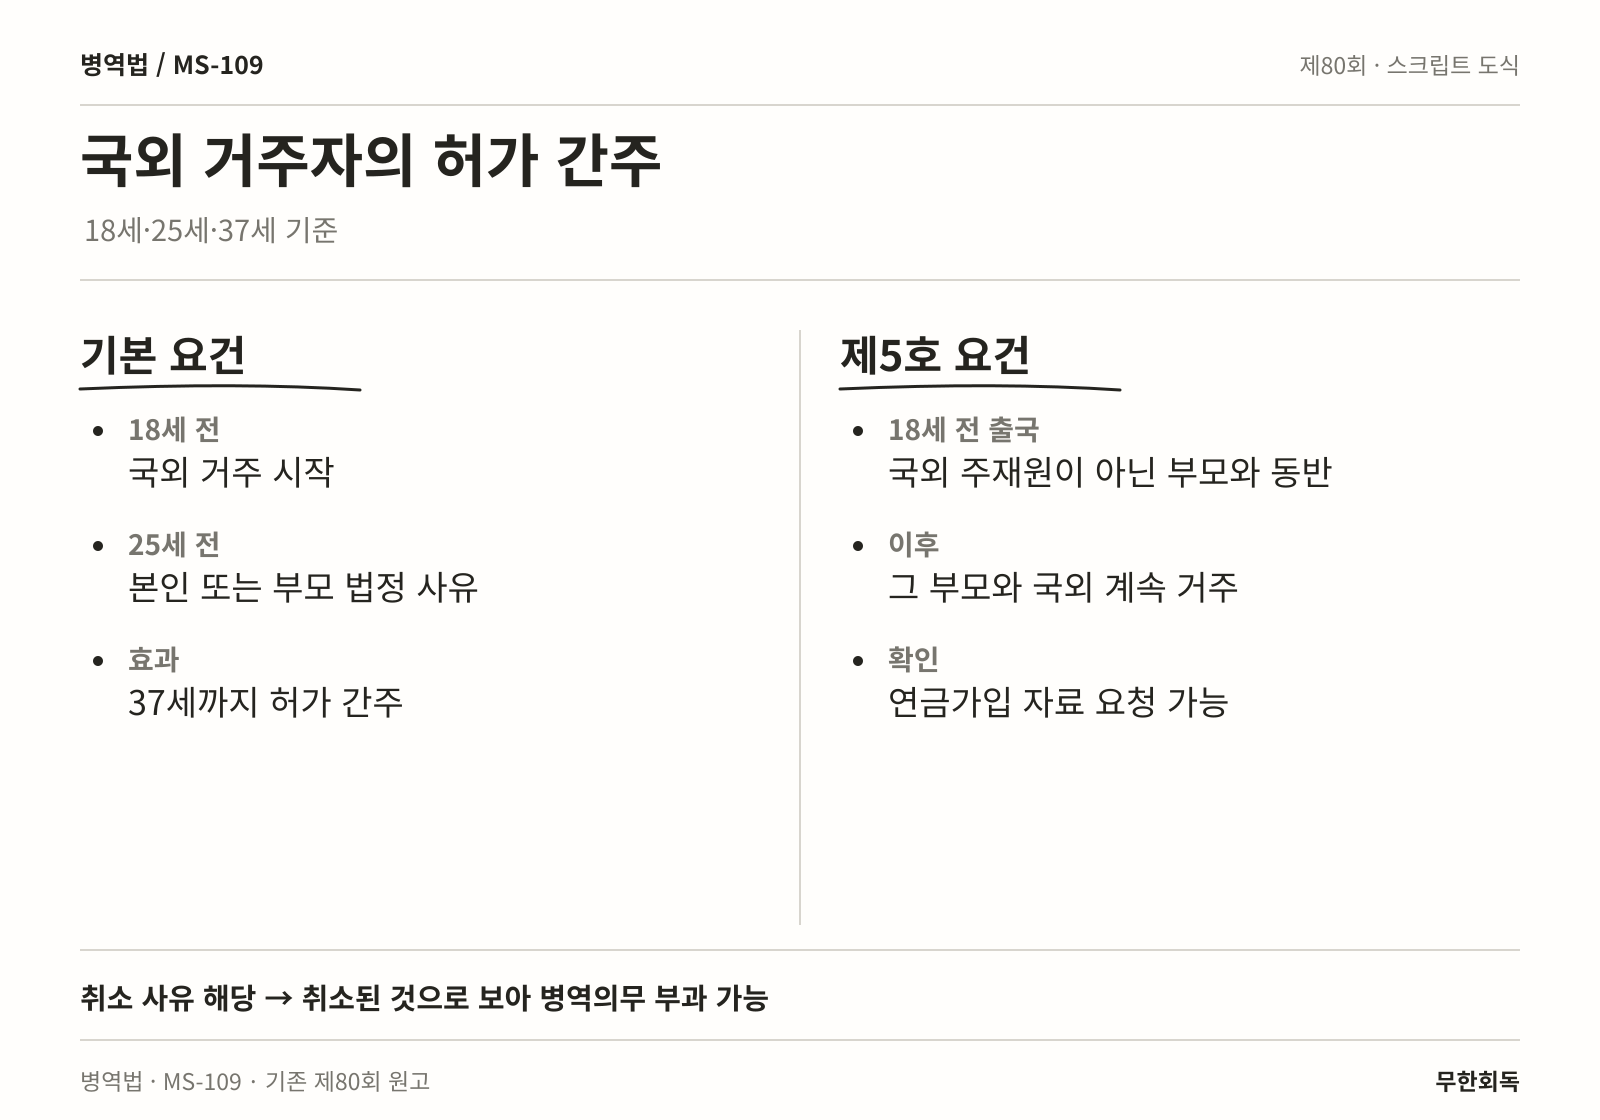 병역법 / MS-109
제80회 · 스크립트 도식
국외 거주자의 허가 간주
18세·25세·37세 기준
기본 요건
• 18세 전
국외 거주 시작
• 25세 전
본인 또는 부모 법정 사유
• 효과
37세까지 허가 간주
제5호 요건
• 18세 전 출국
국외 주재원이 아닌 부모와 동반
• 이후
그 부모와 국외 계속 거주
• 확인
연금가입 자료 요청 가능
취소 사유 해당 → 취소된 것으로 보아 병역의무 부과 가능
병역법 · MS-109 · 기존 제80회 원고
무한회독